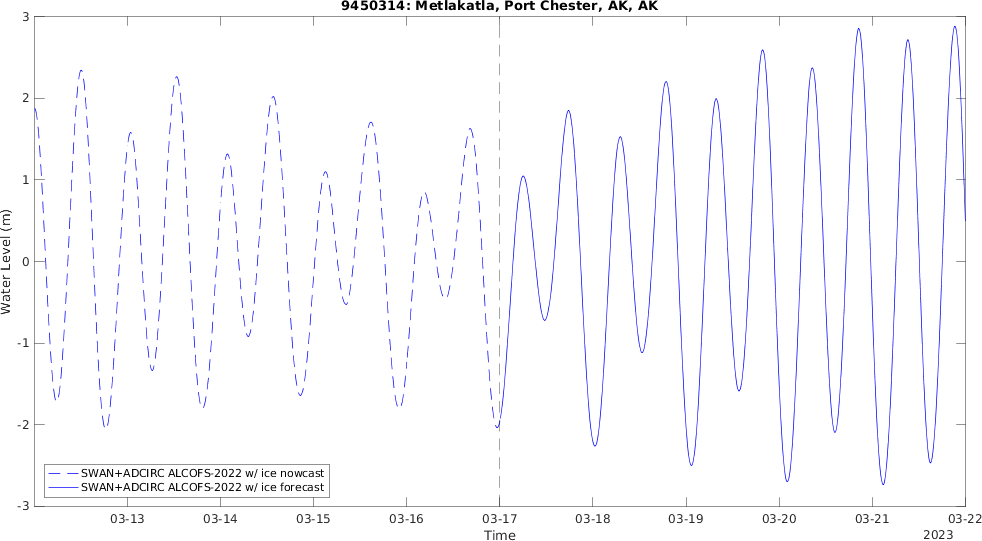 9450314: Metlakatla, Port Chester, AK, AK
3
2
1
0
-1
-2
-3
Water Level (m)
SWAN+ADCIRC ALCOFS-2022 w/ ice nowcast
SWAN+ADCIRC ALCOFS-2022 w/ ice forecast
03-13 03-14 03-15 03-16 03-17 03-18 03-19 03-20 03-21 03-22
Time
2023